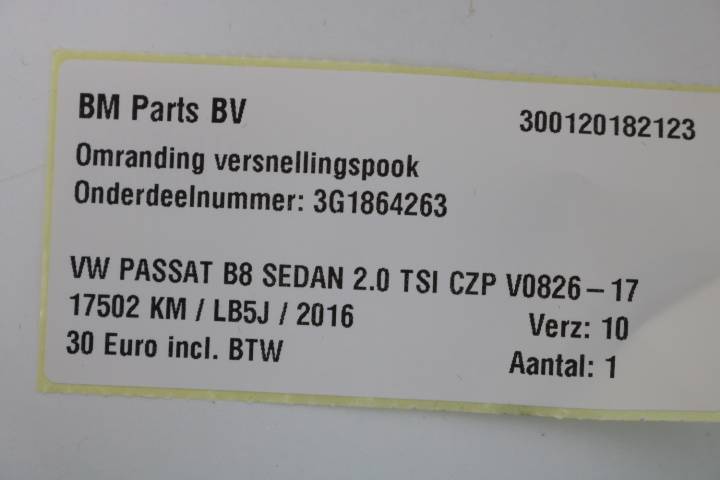 BM Parts BV
300120182123
Omranding versnellingspook
Onderdeelnummer: 3G1864263
VW PASSAT B8 SEDAN 2.0 TSI CZP V0826-17
17502 KM / LB5J / 2016
Verz: 10
30 Euro incl. BTW
Aantal: 1